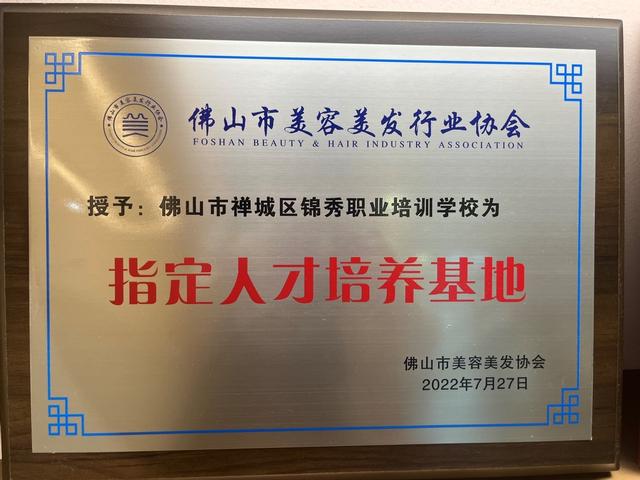 佛山市美容美发行业协会
FOSHAN BEAUTY & HAIR INDUSTRY ASSOCIATION
授予：佛山市禅城区锦秀职业培训学校为
指定人才培养基地
佛山市美容美发协会
2022年7月27日